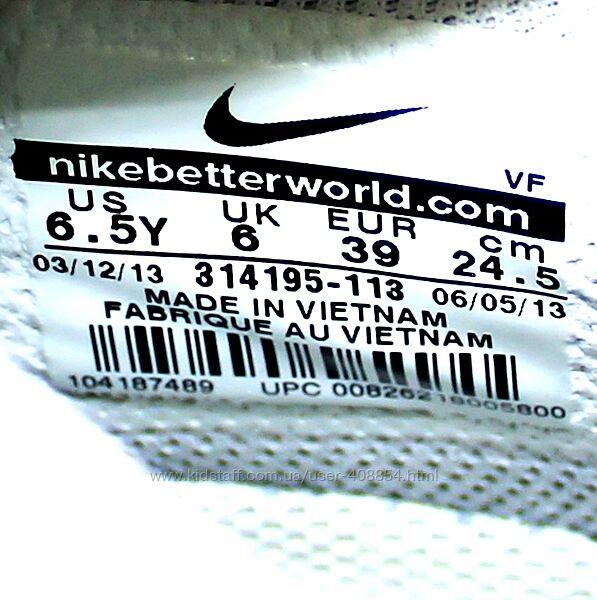 VF
nikebetterworld.com
US UK EUR cm
6.5Y 6 39 24.5
03/12/13 314195-113 06/05/13
MADE IN VIETNAM
FABRIQUE AU VIETNAM
104187489 UPC 00826218005800
www.kidstaff.com.ua/user-408854.html